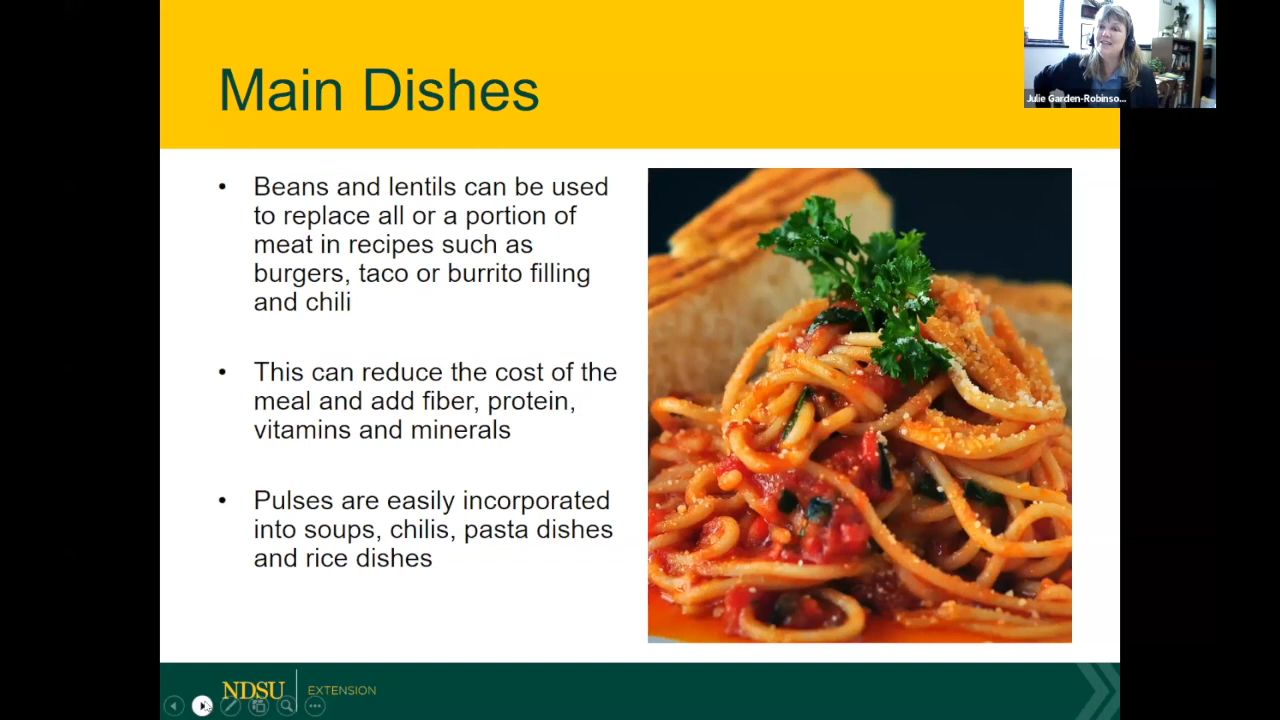 Main Dishes
Julie Garden-Robinso...
• Beans and lentils can be used
to replace all or a portion of
meat in recipes such as
burgers, taco or burrito filling
and chili
• This can reduce the cost of the
meal and add fiber, protein,
vitamins and minerals
• Pulses are easily incorporated
into soups, chilis, pasta dishes
and rice dishes
NDSU EXTENSION